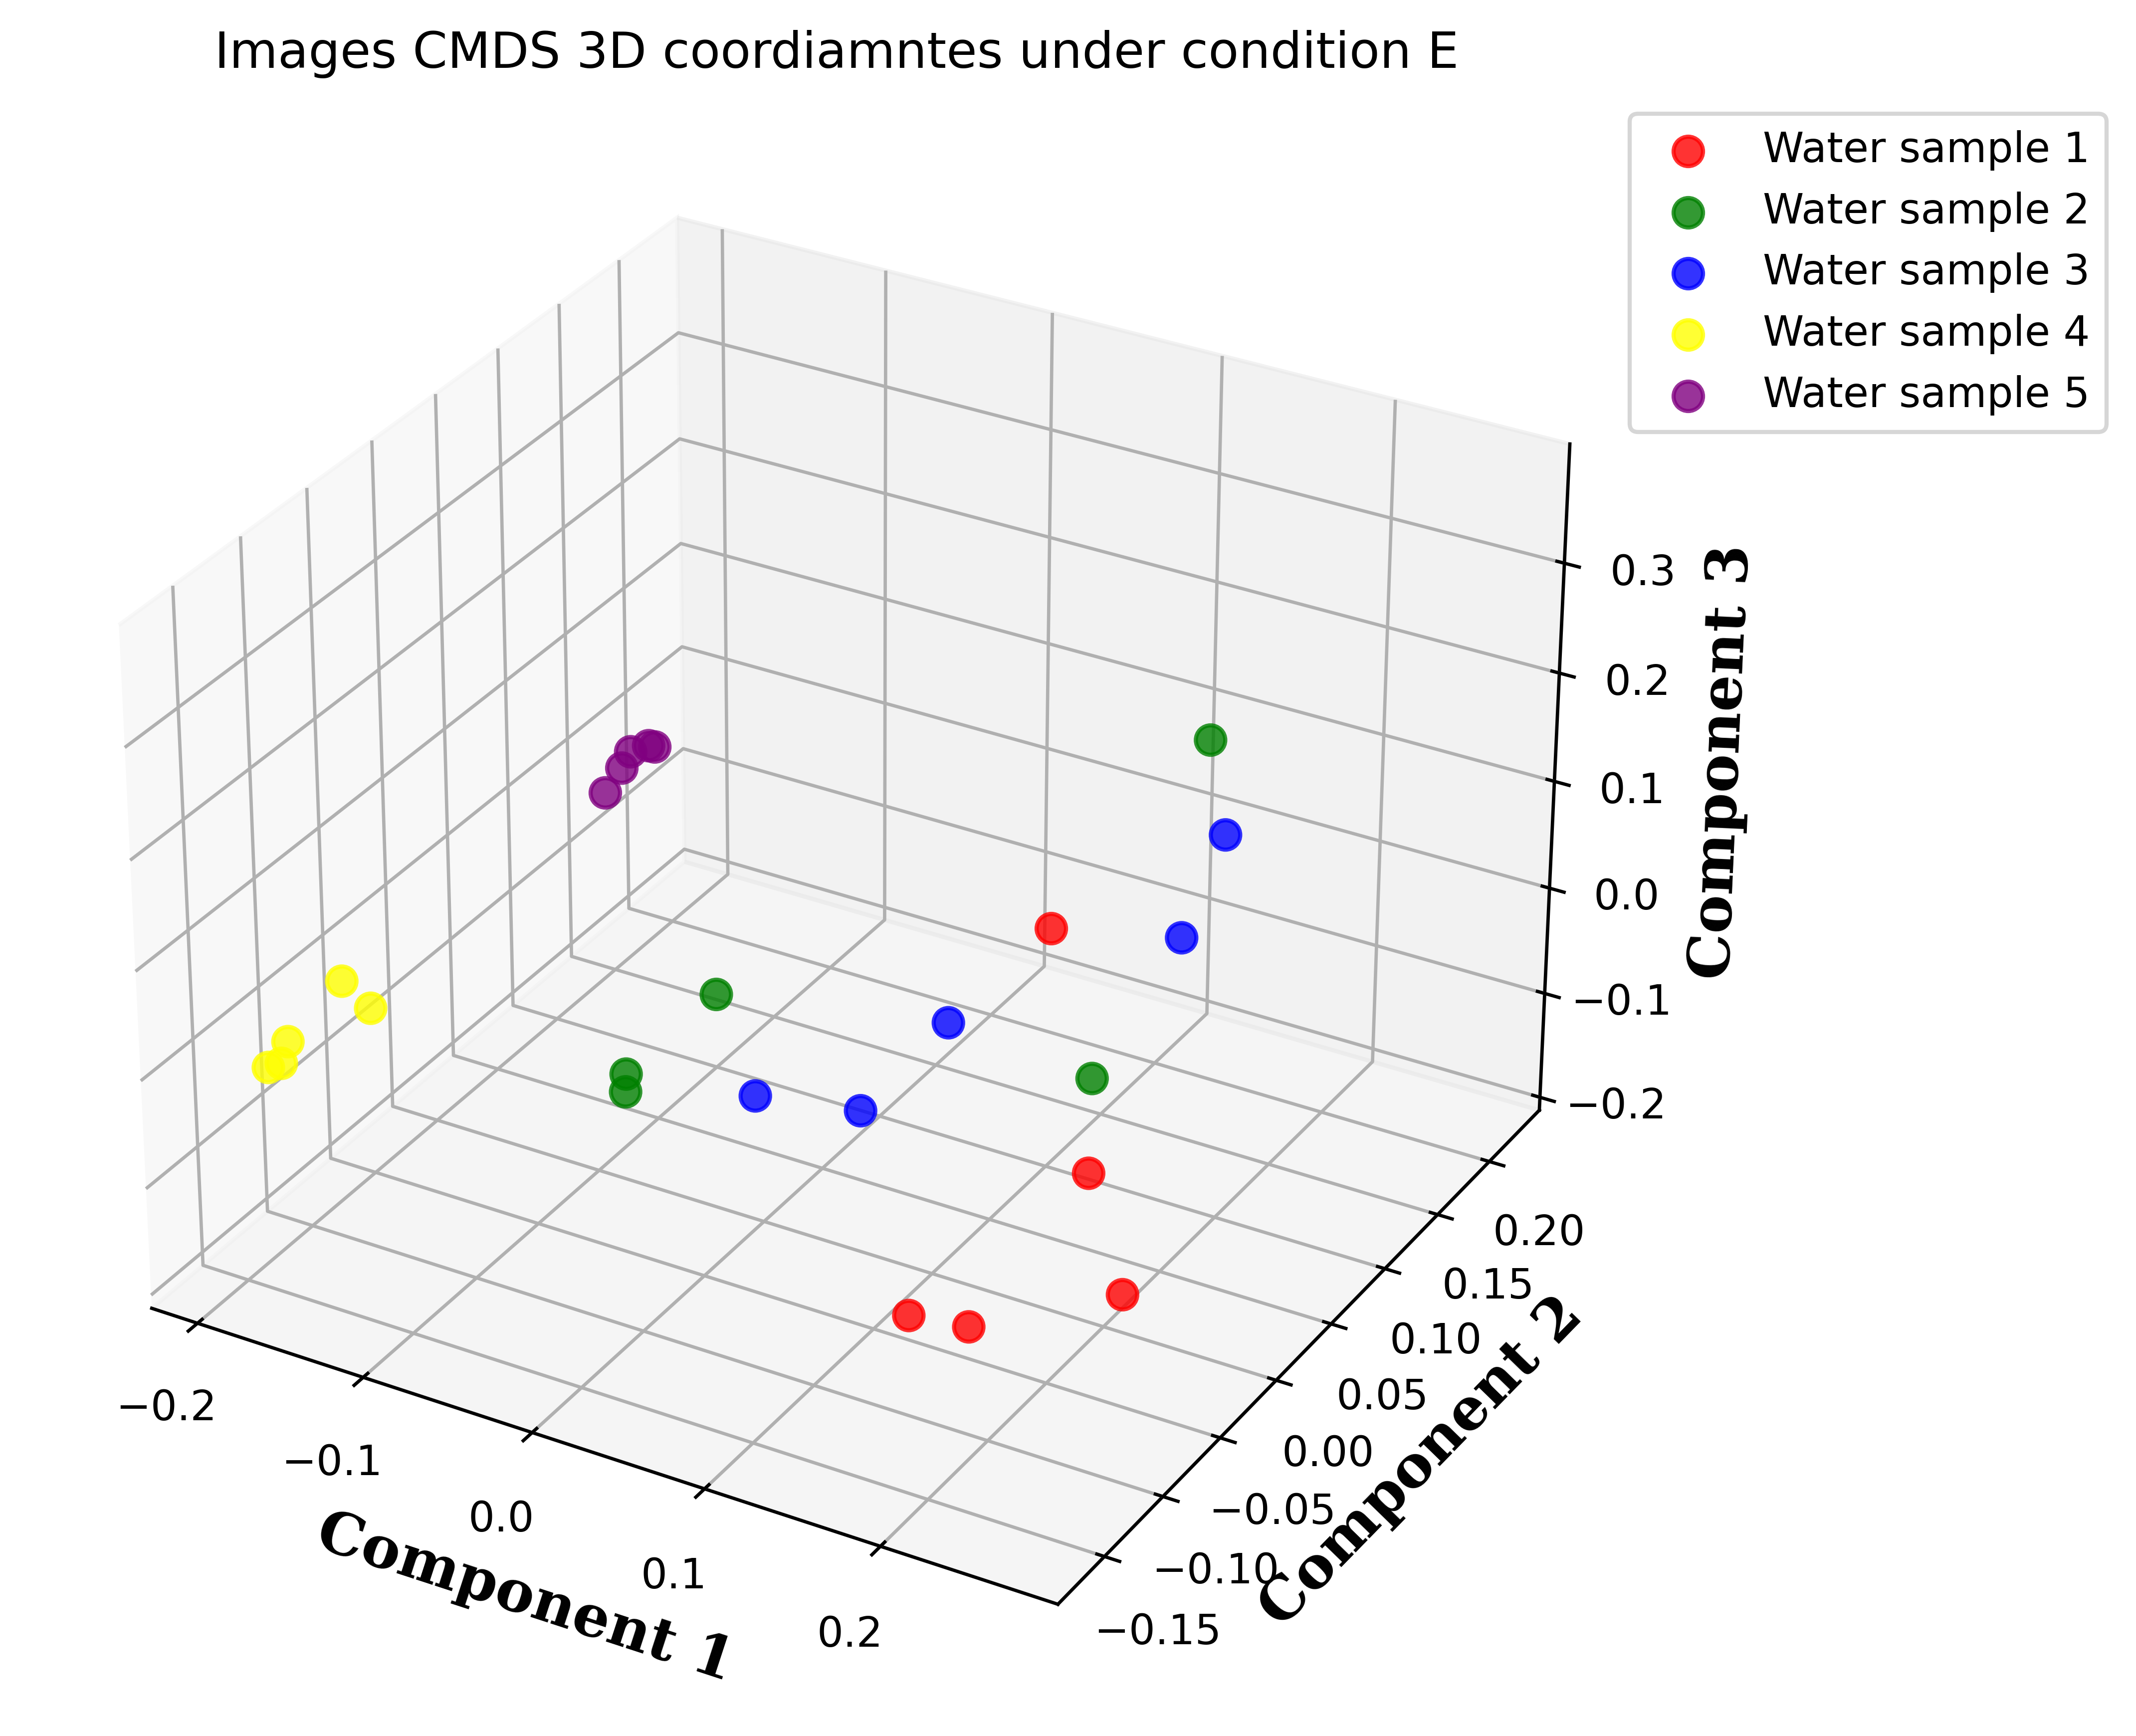 Images CMDS 3D coordiamntes under condition E
Water sample 1
Water sample 2
Water sample 3
Water sample 4
Water sample 5
0.3
0.2
0.1
0.0
−0.1
−0.2
Component 3
0.20
0.15
0.10
0.05
0.00
−0.05
−0.10
−0.15
Component 2
−0.2
−0.1
0.0
0.1
0.2
Component 1